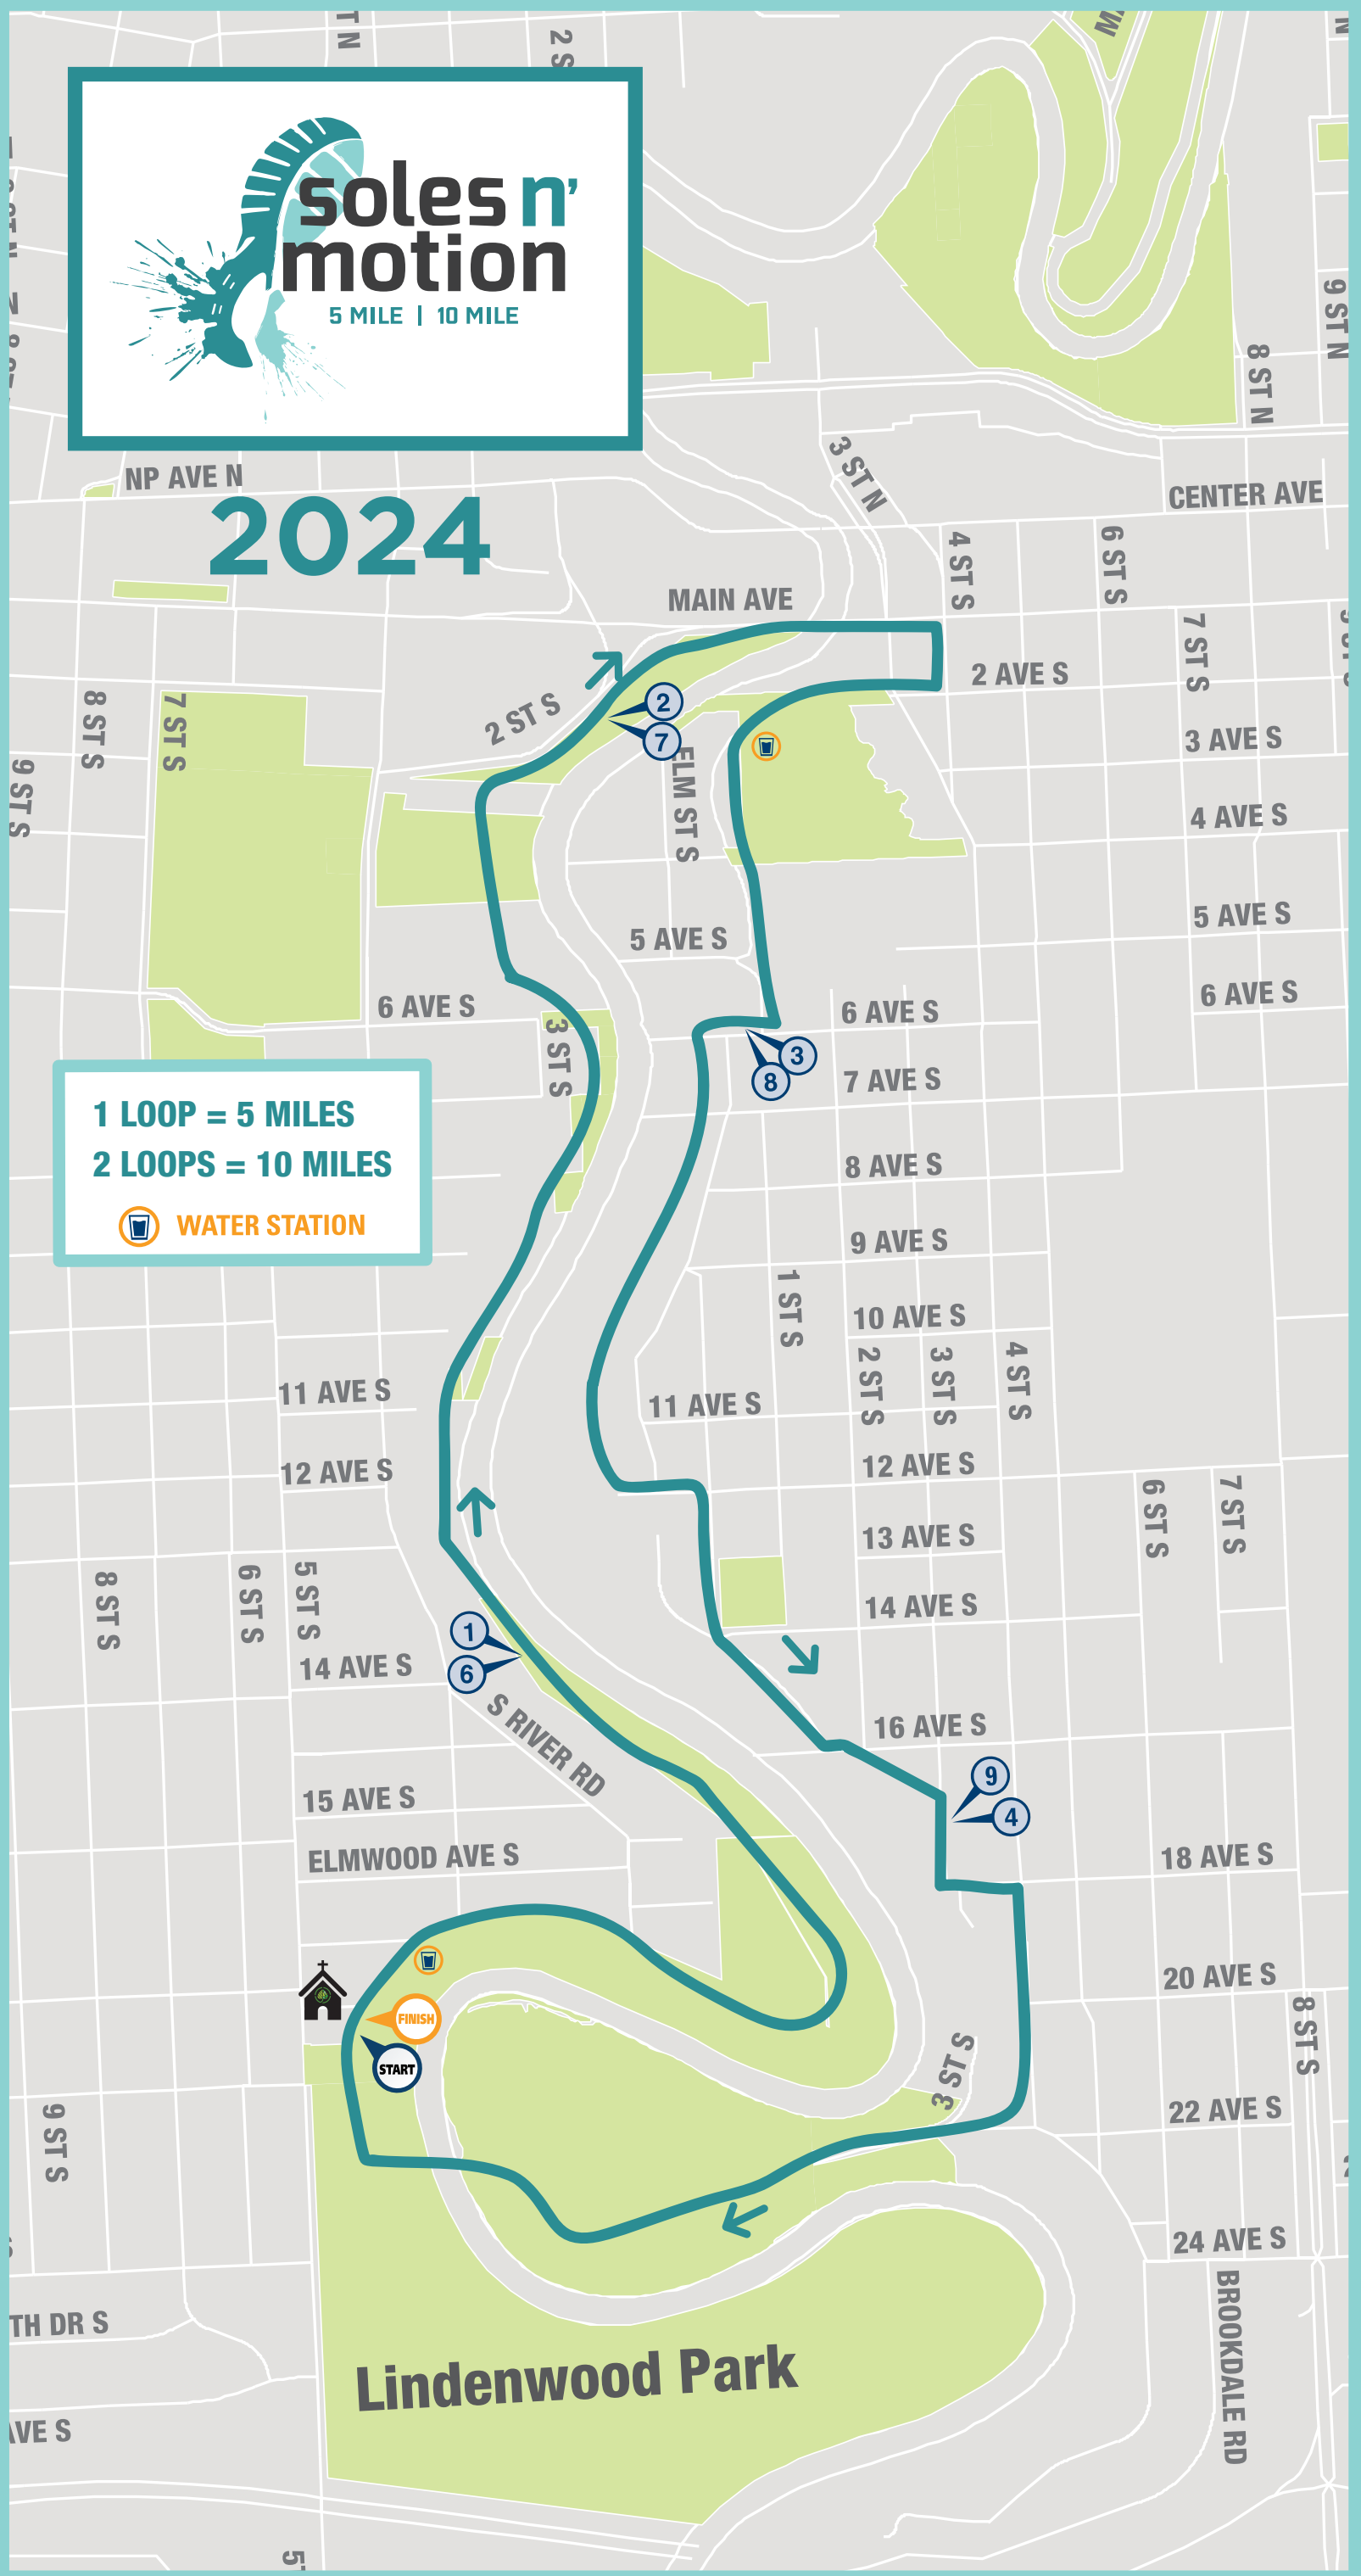 2 S
soles n'
motion
5 MILE | 10 MILE
9 ST N
8 ST N
3 ST N
NP AVE N
CENTER AVE
2024
4 ST S
6 ST S
MAIN AVE
7 ST S
2 AVE S
8 ST S
7 ST S
2 ST S
2
7
3 AVE S
9 ST S
ELM ST S
4 AVE S
5 AVE S
5 AVE S
6 AVE S
6 AVE S
6 AVE S
3 ST S
3
8
7 AVE S
1 LOOP = 5 MILES
2 LOOPS = 10 MILES
WATER STATION
8 AVE S
9 AVE S
1 ST S
10 AVE S
2 ST S
3 ST S
4 ST S
11 AVE S
11 AVE S
12 AVE S
12 AVE S
6 ST S
7 ST S
13 AVE S
8 ST S
6 ST S
5 ST S
14 AVE S
1
6
14 AVE S
S RIVER RD
16 AVE S
9
4
15 AVE S
ELMWOOD AVE S
18 AVE S
20 AVE S
8 ST S
FINISH
START
3 ST S
22 AVE S
9 ST S
24 AVE S
BROOKDALE RD
TH DR S
Lindenwood Park
AVE S